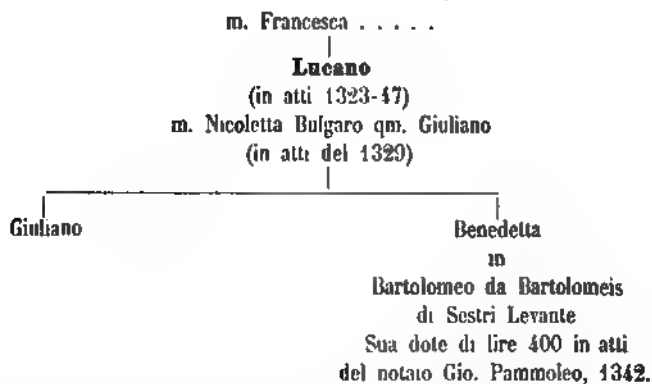 m. Francesca . . . . .
Lucano
(in atti 1323-47)
m. Nicoletta Bulgaro qm. Giuliano
(in atti del 1329)
Giuliano
Benedetta
m
Bartolomeo da Bartolomeis
di Sestri Levante
Sua dote di lire 400 in atti
del notaio Gio. Pammoleo, 1342.